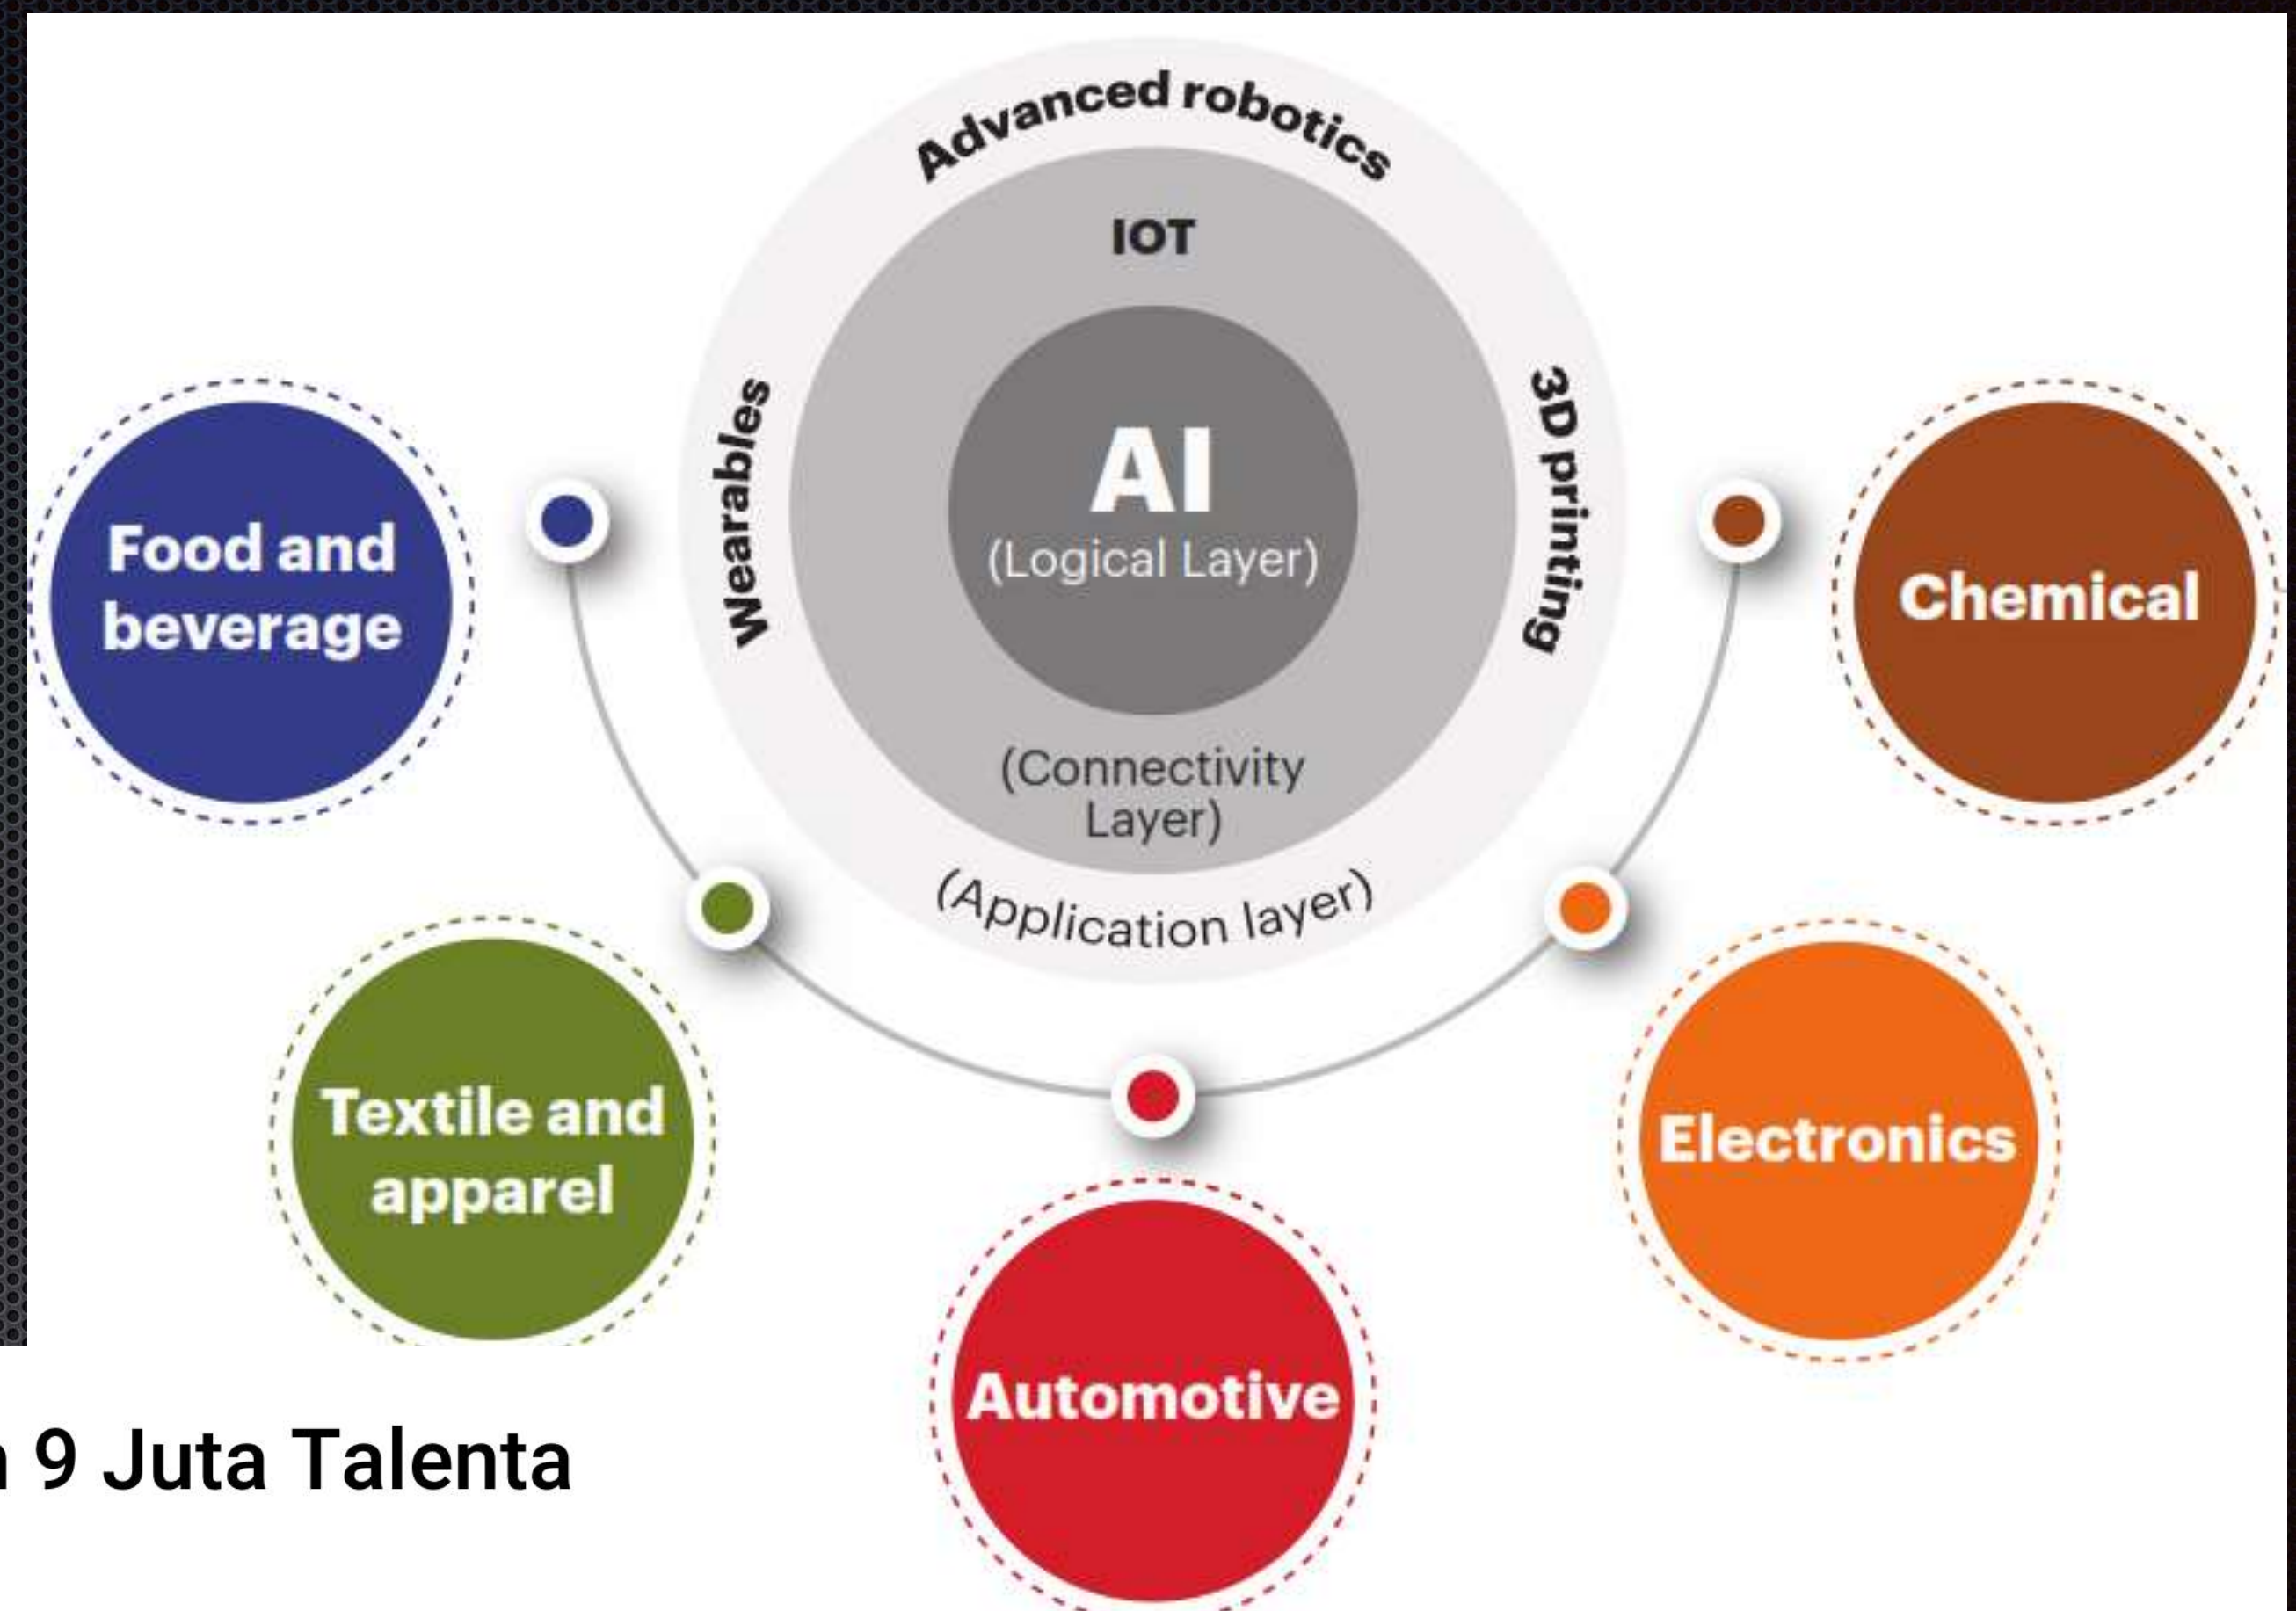 Advanced robotics
IOT
Wearables
3D printing
AI
(Logical Layer)
(Connectivity
Layer)
(Application layer)
Food and
beverage
Chemical
Textile and
apparel
Electronics
Automotive
9 Juta Talenta